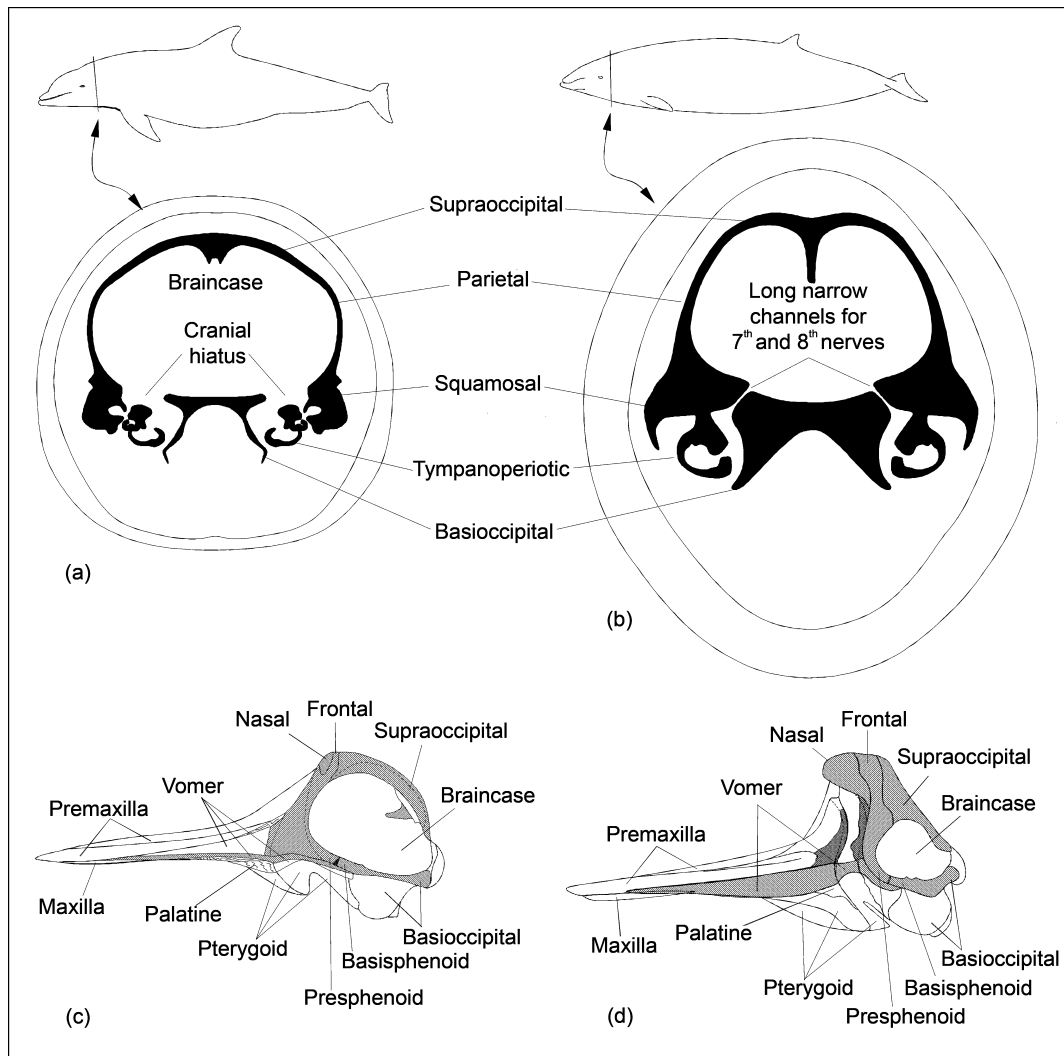 Supraoccipital
Braincase
Parietal
Long narrow
channels for
7th and 8th nerves
Cranial
hiatus
Squamosal
Tympanoperiotic
Basioccipital
(a)
(b)
Nasal
Frontal
Supraoccipital
Vomer
Premaxilla
Braincase
Maxilla
Palatine
Pterygoid
Basioccipital
Basisphenoid
Presphenoid
(c)
Frontal
Nasal
Supraoccipital
Vomer
Braincase
Premaxilla
Maxilla
Palatine
Basioccipital
Pterygoid
Basisphenoid
Presphenoid
(d)